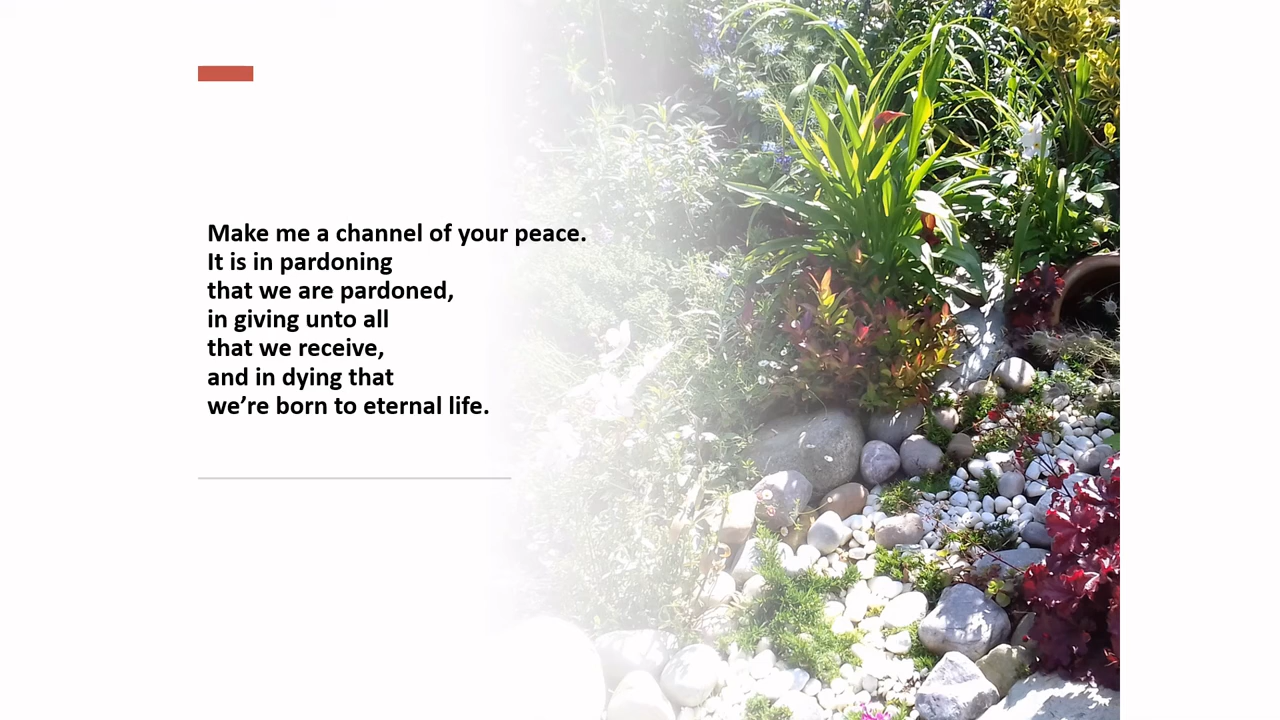 Make me a channel of your peace.
It is in pardoning
that we are pardoned,
in giving unto all
that we receive,
and in dying that
we’re born to eternal life.